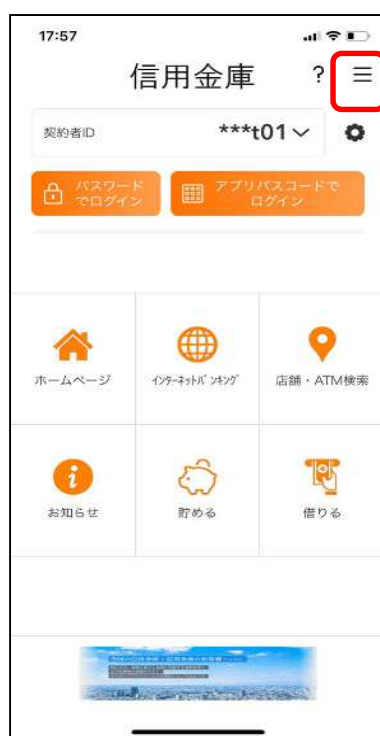 17:57
信用金庫 ?
契約者ID ***t01
パスワード
でログイン
アプリパスコードで
ログイン
ホームページ
インターネットバンキング
店舗・ATM検索
お知らせ
貯める
借りる